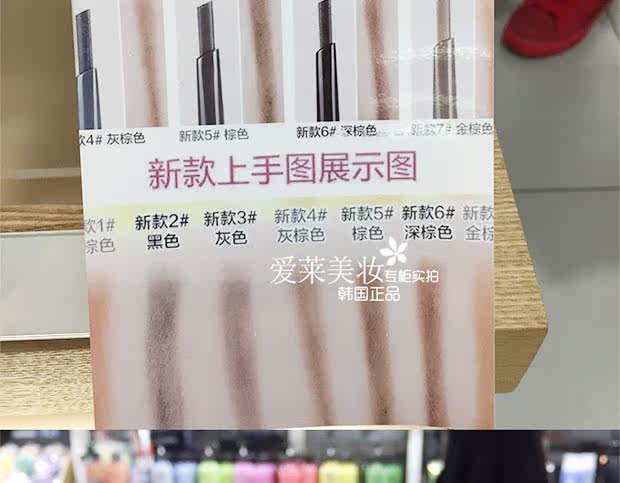 款4# 灰棕色
新款5# 棕色
新款6# 深棕色
新款7# 金棕色
新款上手图展示图
款1# 棕色
新款2# 黑色
新款3# 灰色
新款4# 灰棕色
新款5# 棕色
新款6# 深棕色
新款 金棕
爱莱美妆 专柜实拍
韩国正品